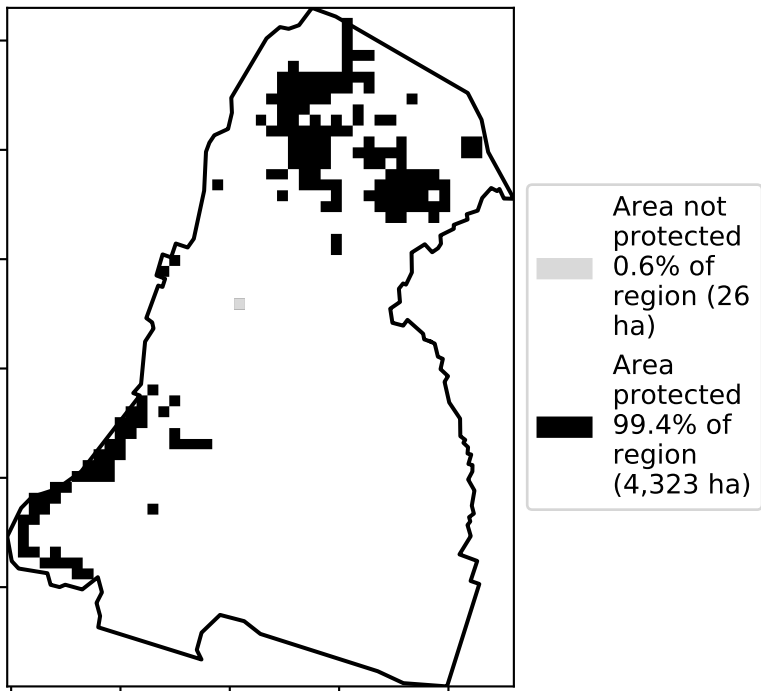 Area not
protected
0.6% of
region (26
ha)
Area
protected
99.4% of
region
(4,323 ha)